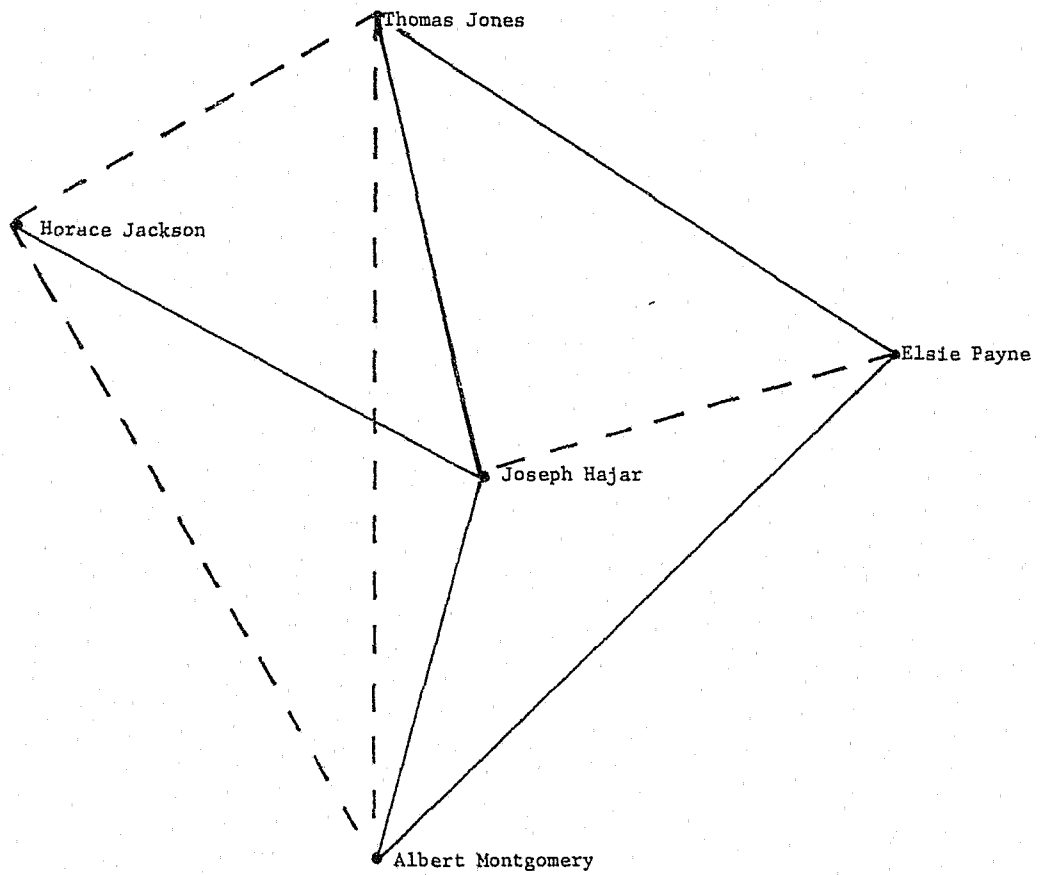 Thomas Jones
Horace Jackson
Elsie Payne
Joseph Hajar
Albert Montgomery